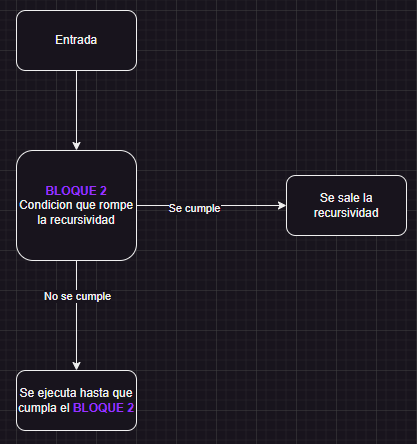 Entrada
BLOQUE 2
Condicion que rompe
la recursividad
Se cumple
Se sale la
recursividad
No se cumple
Se ejecuta hasta que
cumpla el BLOQUE 2